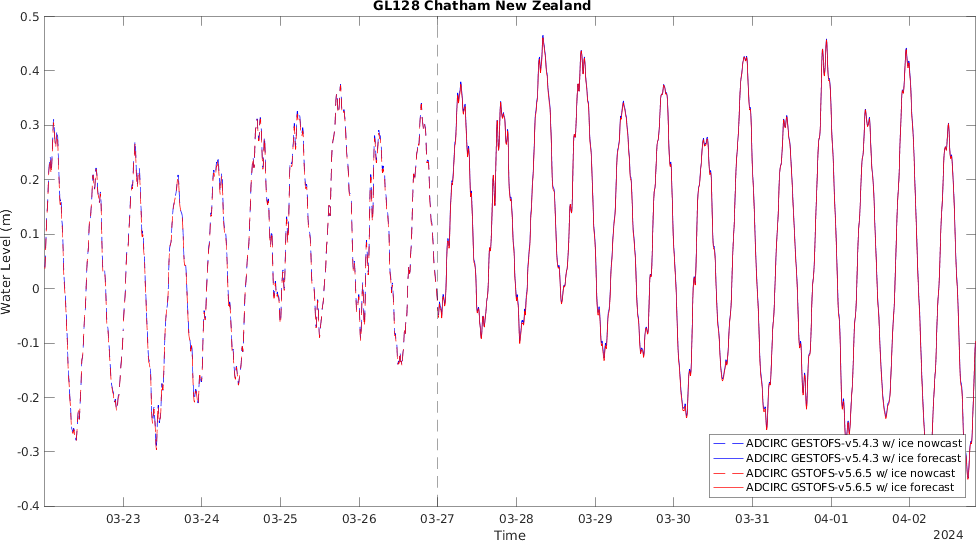 GL128 Chatham New Zealand
0.5
0.4
0.3
0.2
0.1
0
-0.1
-0.2
-0.3
-0.4
Water Level (m)
ADCIRC GESTOFS-v5.4.3 w/ ice nowcast
ADCIRC GESTOFS-v5.4.3 w/ ice forecast
ADCIRC GSTOFS-v5.6.5 w/ ice nowcast
ADCIRC GSTOFS-v5.6.5 w/ ice forecast
03-23 03-24 03-25 03-26 03-27 03-28 03-29 03-30 03-31 04-01 04-02
Time
2024